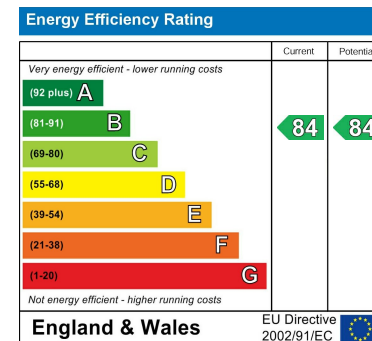 Energy Efficiency Rating
Current Potentia
Very energy efficient - lower running costs
(92 plus) A
(81-91) B 84 84
(69-80) C
(55-68) D
(39-54) E
(21-38) F
(1-20) G
Not energy efficient - higher running costs
England & Wales
EU Directive
2002/91/EC